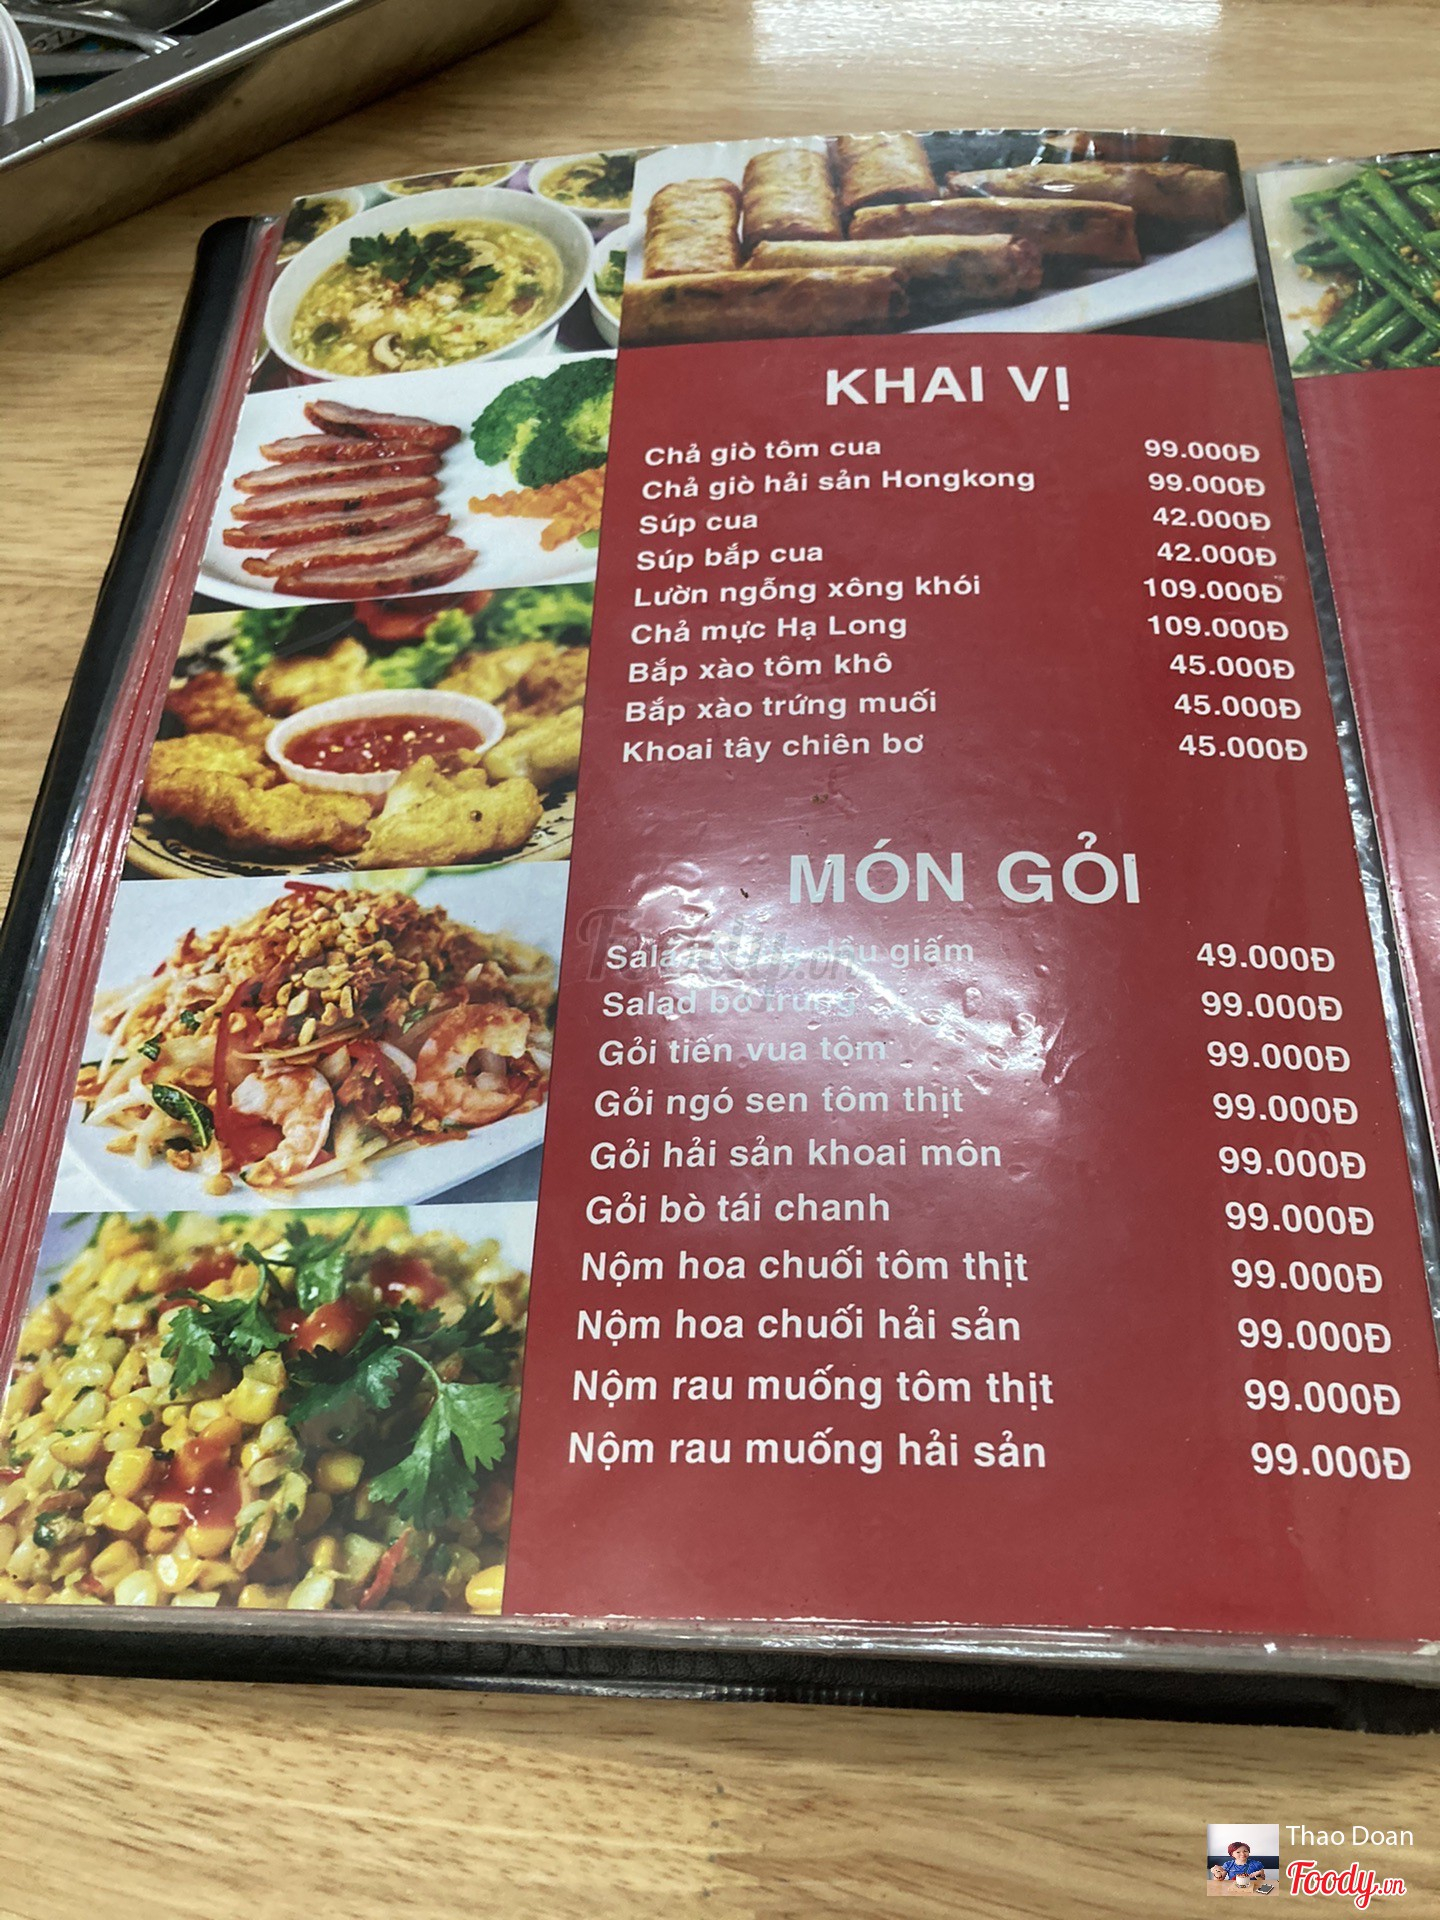 KHAI VỊ
Chả giò tôm cua 99.000Đ
Chả giò hải sản Hongkong 99.000Đ
Súp cua 42.000Đ
Súp bắp cua 42.000Đ
Lườn ngỗng xông khói 109.000Đ
Chả mực Hạ Long 109.000Đ
Bắp xào tôm khô 45.000Đ
Bắp xào trứng muối 45.000Đ
Khoai tây chiên bơ 45.000Đ
MÓN GỎI
Salad dầu giấm 49.000Đ
Salad bò trứng 99.000Đ
Gỏi tiến vua tôm 99.000Đ
Gỏi ngó sen tôm thịt 99.000Đ
Gỏi hải sản khoai môn 99.000Đ
Gỏi bò tái chanh 99.000Đ
Nộm hoa chuối tôm thịt 99.000Đ
Nộm hoa chuối hải sản 99.000Đ
Nộm rau muống tôm thịt 99.000Đ
Nộm rau muống hải sản 99.000Đ
Thao Doan
Foody.vn